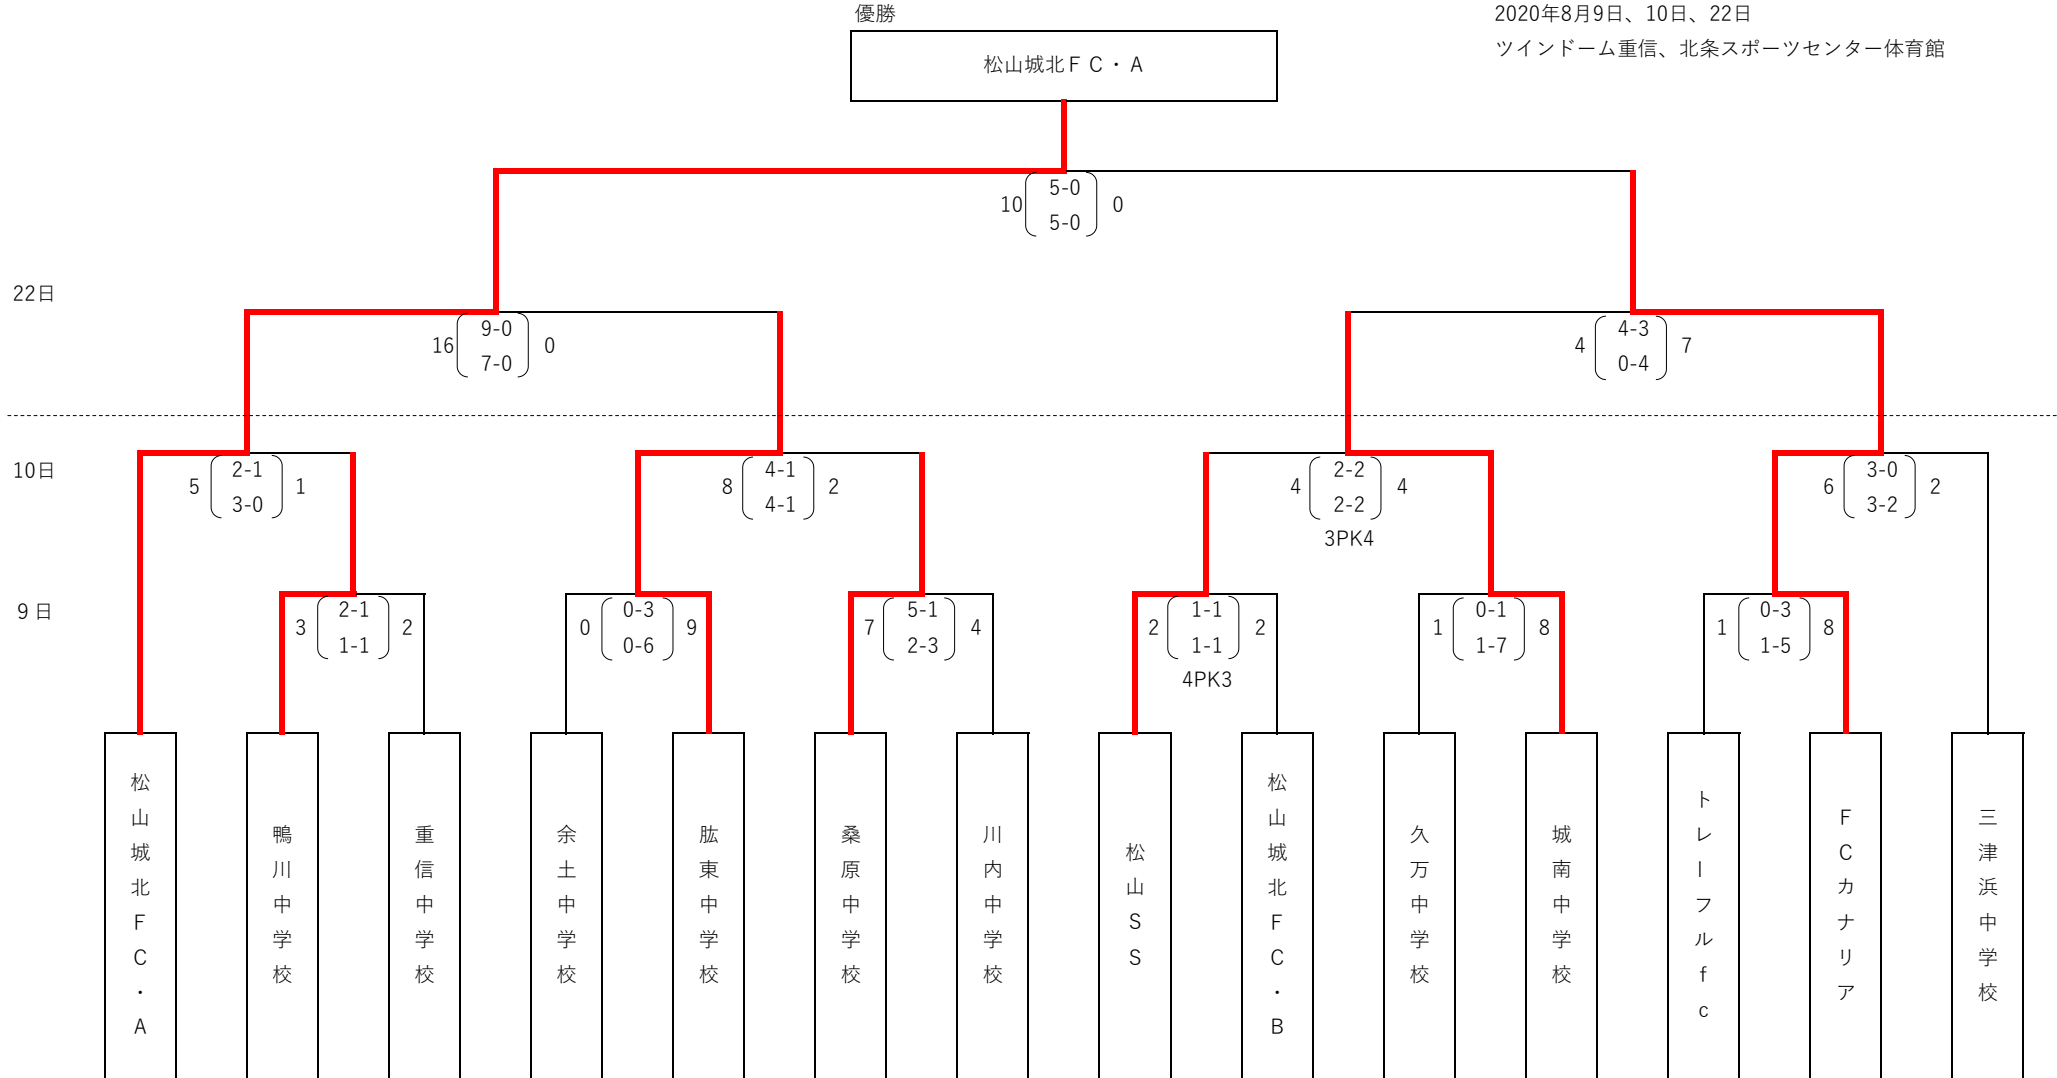 優勝
2020年8月9日、10日、22日
ツインドーム重信、北条スポーツセンター体育館
松山城北ＦＣ・Ａ
10 5-0 0
5-0
22日
16 9-0 0
7-0
4 4-3 7
0-4
10日
5 2-1 1
3-0
8 4-1 2
4-1
4 2-2 4
2-2
3PK4
6 3-0 2
3-2
9日
3 2-1 2
1-1
0 0-3 9
0-6
7 5-1 4
2-3
2 1-1 2
1-1
4PK3
1 0-1 8
1-7
1 0-3 8
1-5
松山城北ＦＣ・Ａ
鴨川中学校
重信中学校
余土中学校
肱東中学校
桑原中学校
川内中学校
松山ＳＳ
松山城北ＦＣ・Ｂ
久万中学校
城南中学校
トレーフルｆｃ
ＦＣカナリア
三津浜中学校